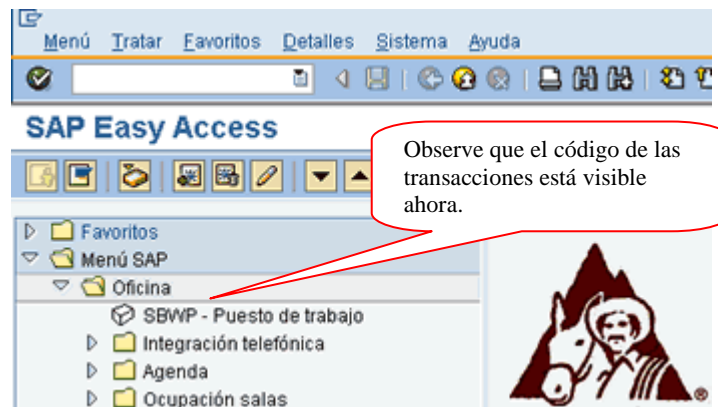 Menú Tratar Favoritos Detalles Sistema Ayuda
SAP Easy Access
Observe que el código de las
transacciones está visible
ahora.
Favoritos
Menú SAP
Oficina
SBWP - Puesto de trabajo
Integración telefónica
Agenda
Ocupación salas
®